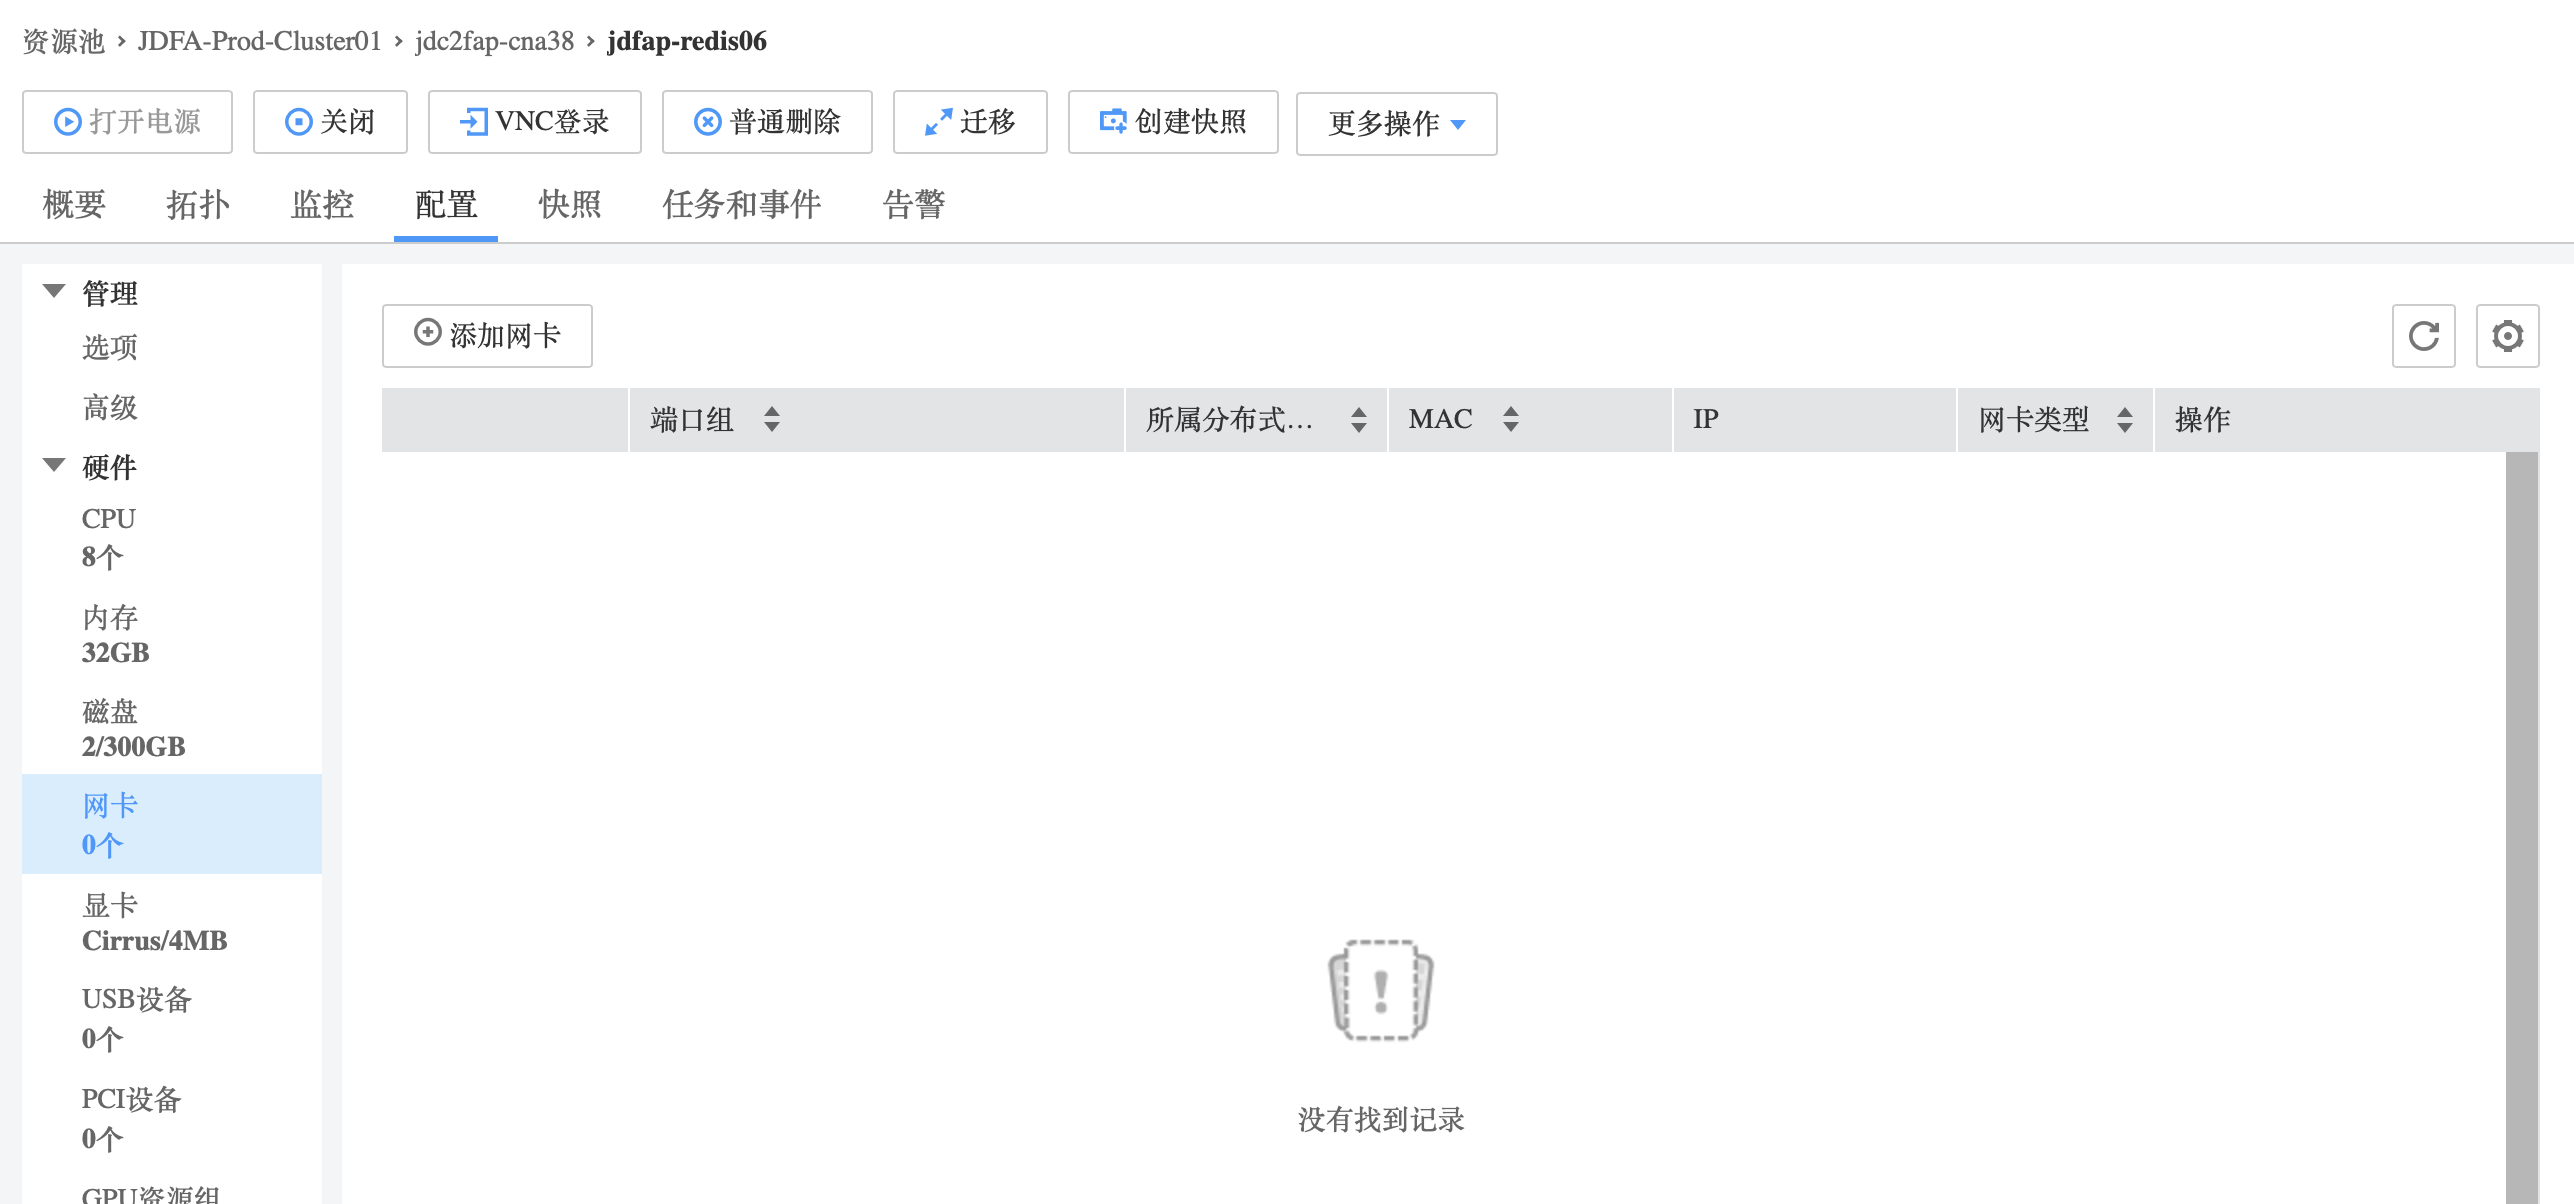 资源池 › JDFA-Prod-Cluster01 › jdc2fap-cna38 › jdfap-redis06
打开电源 关闭 VNC登录 普通删除 迁移 创建快照 更多操作
概要 拓扑 监控 配置 快照 任务和事件 告警
管理
选项
高级
硬件
CPU
8个
内存
32GB
磁盘
2/300GB
网卡
0个
显卡
Cirrus/4MB
USB设备
0个
PCI设备
0个
GPU资源组
添加网卡
端口组 所属分布式... MAC IP 网卡类型 操作
没有找到记录